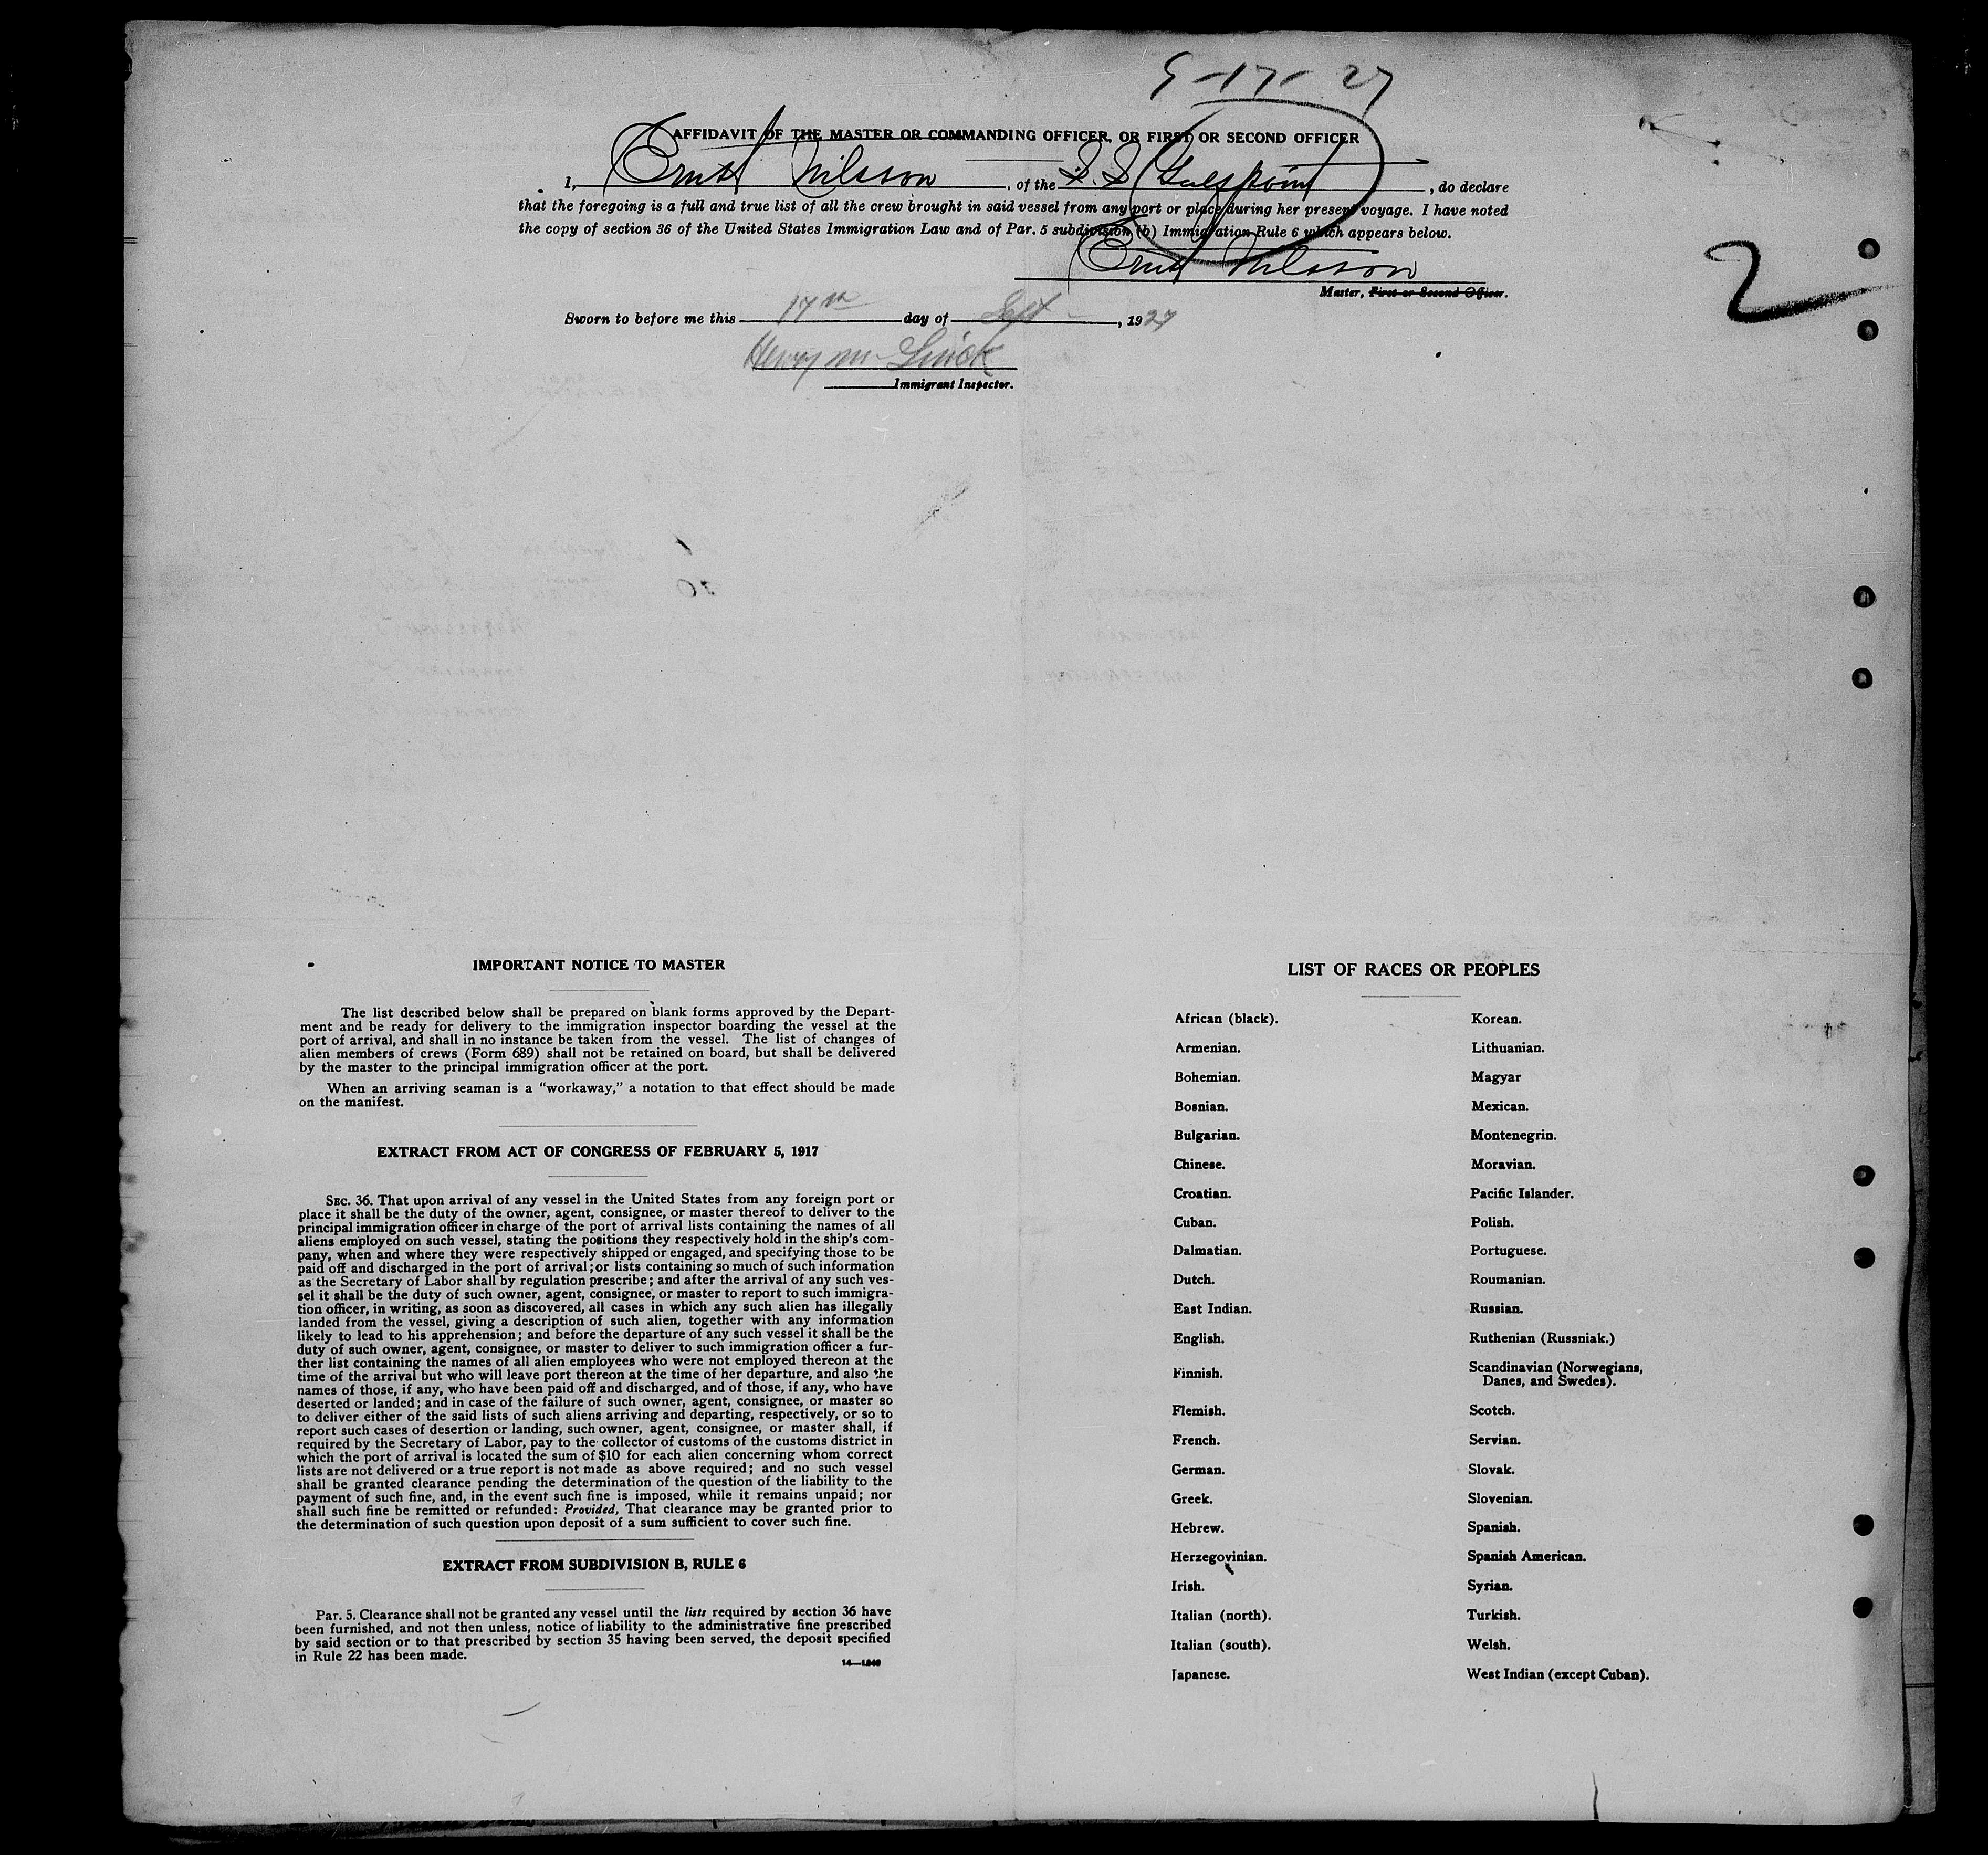 9-17-27
AFFIDAVIT OF THE MASTER OR COMMANDING OFFICER, OR FIRST OR SECOND OFFICER
I, Ernst Nilsson, of the S.S. Gulfpoint, do declare
that the foregoing is a full and true list of all the crew brought in said vessel from any port or place during her present voyage. I have noted
the copy of section 36 of the United States Immigration Law and of Par. 5 subdivision (b) Immigration Rule 6 which appears below.
Ernst Nilsson
Master, First or Second Officer.
2
Sworn to before me this 17th day of Sept, 1927
Henry M
Immigrant Inspector.
IMPORTANT NOTICE TO MASTER
The list described below shall be prepared on blank forms approved by the Depart-
ment and be ready for delivery to the immigration inspector boarding the vessel at the
port of arrival, and shall in no instance be taken from the vessel. The list of changes of
alien members of crews (Form 689) shall not be retained on board, but shall be delivered
by the master to the principal immigration officer at the port.
When an arriving seaman is a "workaway," a notation to that effect should be made
on the manifest.
EXTRACT FROM ACT OF CONGRESS OF FEBRUARY 5, 1917
SEC. 36. That upon arrival of any vessel in the United States from any foreign port or
place it shall be the duty of the owner, agent, consignee, or master thereof to deliver to the
principal immigration officer in charge of the port of arrival lists containing the names of all
aliens employed on such vessel, stating the positions they respectively hold in the ship's com-
pany, when and where they were respectively shipped or engaged, and specifying those to be
paid off and discharged in the port of arrival; or lists containing so much of such information
as the Secretary of Labor shall by regulation prescribe; and after the arrival of any such ves-
sel it shall be the duty of such owner, agent, consignee, or master to report to such immigra-
tion officer, in writing, as soon as discovered, all cases in which any such alien has illegally
landed from the vessel, giving a description of such alien, together with any information
likely to lead to his apprehension; and before the departure of any such vessel it shall be the
duty of such owner, agent, consignee, or master to deliver to such immigration officer a fur-
ther list containing the names of all alien employees who were not employed thereon at the
time of the arrival but who will leave port thereon at the time of her departure, and also the
names of those, if any, who have been paid off and discharged, and of those, if any, who have
deserted or landed; and in case of the failure of such owner, agent, consignee, or master so
to deliver either of the said lists of such aliens arriving and departing, respectively, or so to
report such cases of desertion or landing, such owner, agent, consignee, or master shall, if
required by the Secretary of Labor, pay to the collector of customs of the customs district in
which the port of arrival is located the sum of $10 for each alien concerning whom correct
lists are not delivered or a true report is not made as above required; and no such vessel
shall be granted clearance pending the determination of the question of the liability to the
payment of such fine, and, in the event such fine is imposed, while it remains unpaid; nor
shall such fine be remitted or refunded: Provided, That clearance may be granted prior to
the determination of such question upon deposit of a sum sufficient to cover such fine.
EXTRACT FROM SUBDIVISION B, RULE 6
Par. 5. Clearance shall not be granted any vessel until the lists required by section 36 have
been furnished, and not then unless, notice of liability to the administrative fine prescribed
by said section or to that prescribed by section 35 having been served, the deposit specified
in Rule 22 has been made.
LIST OF RACES OR PEOPLES
African (black).
Armenian.
Bohemian.
Bosnian.
Bulgarian.
Chinese.
Croatian.
Cuban.
Dalmatian.
Dutch.
East Indian.
English.
Finnish.
Flemish.
French.
German.
Greek.
Hebrew.
Herzegovinian.
Irish.
Italian (north).
Italian (south).
Japanese.
Korean.
Lithuanian.
Magyar
Mexican.
Montenegrin.
Moravian.
Pacific Islander.
Polish.
Portuguese.
Roumanian.
Russian.
Ruthenian (Russniak.)
Scandinavian (Norwegians,
Danes, and Swedes).
Scotch.
Servian.
Slovak.
Slovenian.
Spanish.
Spanish American.
Syrian.
Turkish.
Welsh.
West Indian (except Cuban).